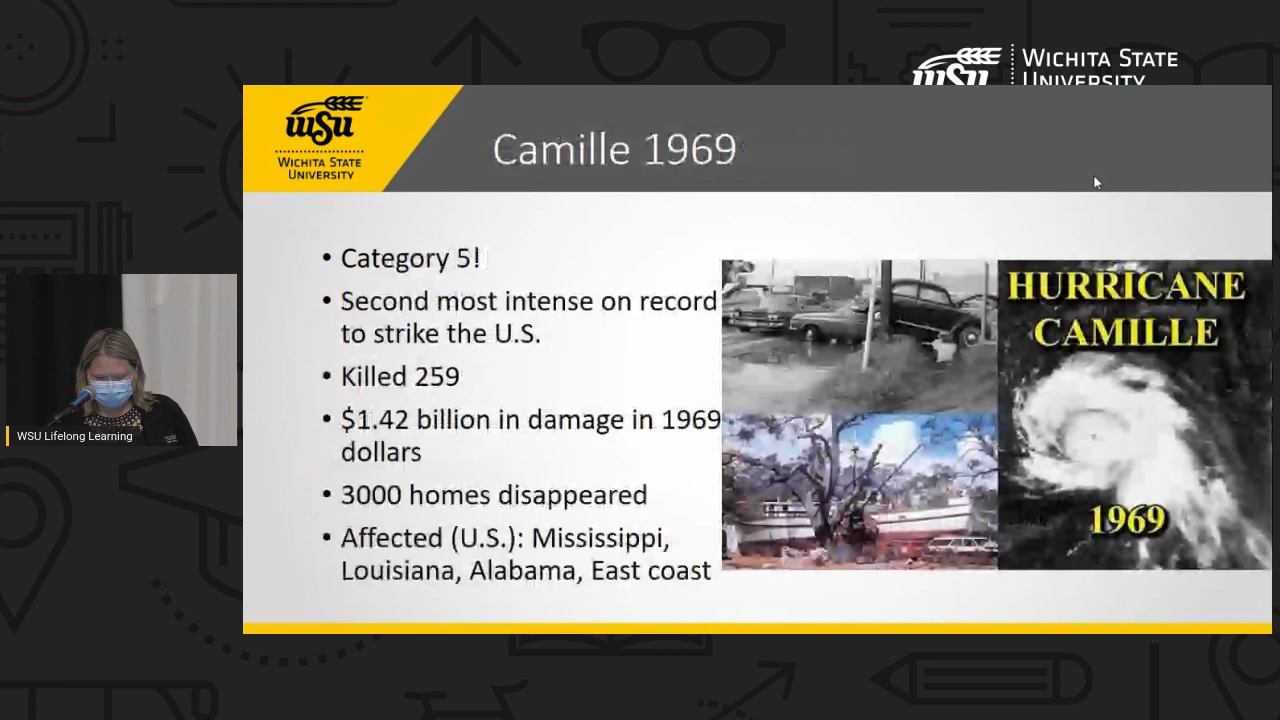 WSU
WICHITA STATE
UNIVERSITY
WSU
WICHITA STATE
UNIVERSITY
Camille 1969
• Category 5!
• Second most intense on record
to strike the U.S.
• Killed 259
• $1.42 billion in damage in 1969
dollars
• 3000 homes disappeared
• Affected (U.S.): Mississippi,
Louisiana, Alabama, East coast
HURRICANE
CAMILLE
1969
WSU Lifelong Learning